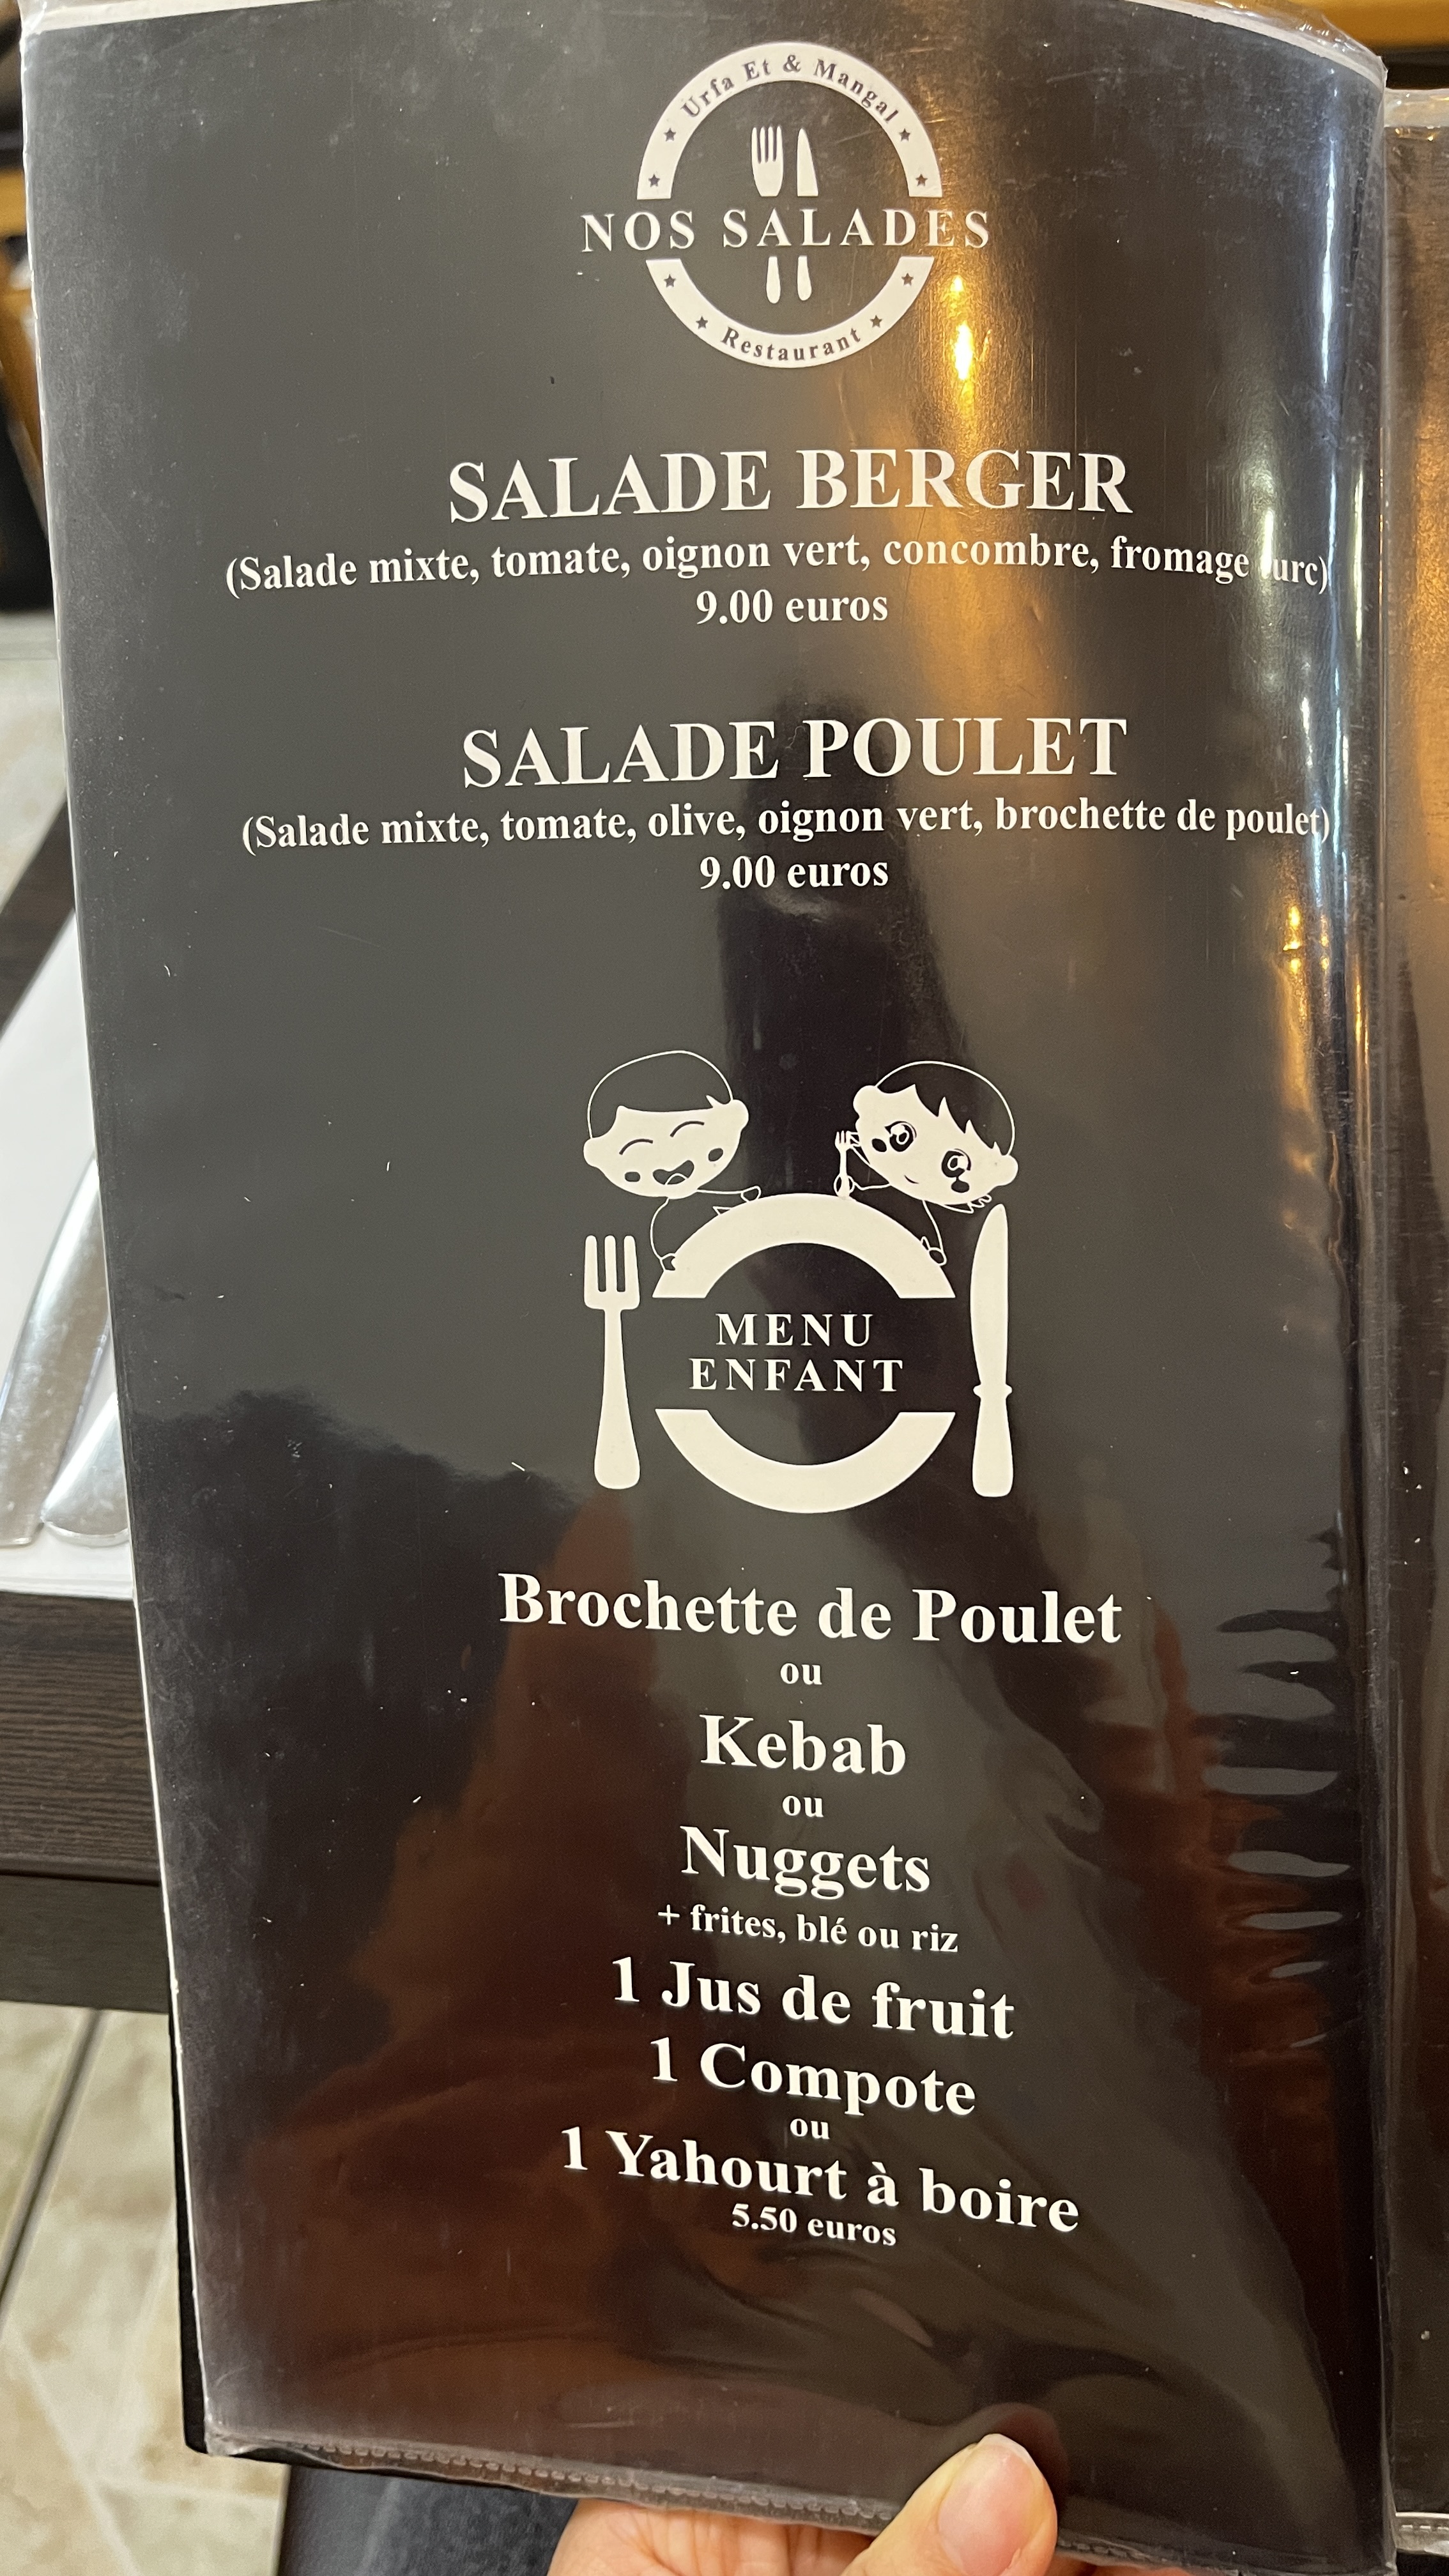 Urfa Et & Mangal
NOS SALADES
Restaurant
SALADE BERGER
(Salade mixte, tomate, oignon vert, concombre, fromage turc)
9.00 euros
SALADE POULET
(Salade mixte, tomate, olive, oignon vert, brochette de poulet)
9.00 euros
MENU
ENFANT
Brochette de Poulet
ou
Kebab
ou
Nuggets
+ frites, blé ou riz
1 Jus de fruit
1 Compote
ou
1 Yahourt à boire
5.50 euros